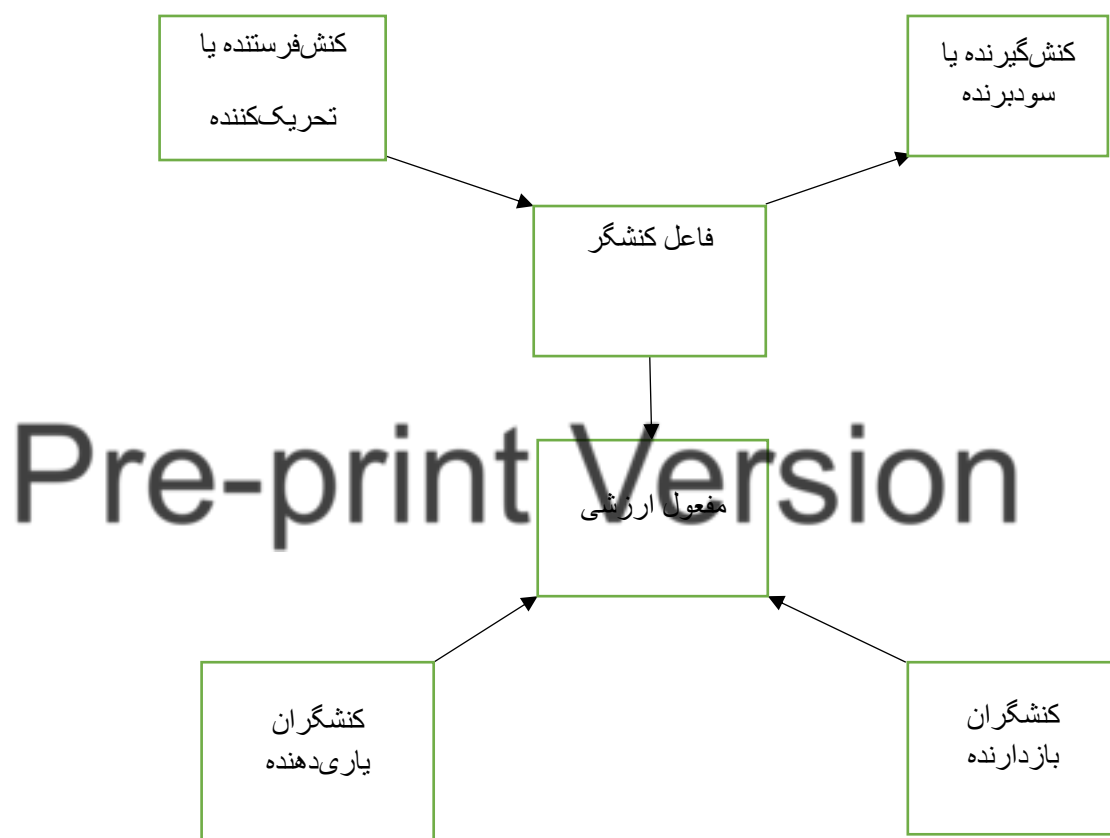 کنش‌گیرنده یا
سودبرنده
کنش‌فرستنده یا
تحریک‌کننده
فاعل کنشگر
Pre-print Version
مفعول ارزشی
کنشگران
بازدارنده
کنشگران
یاری‌دهنده